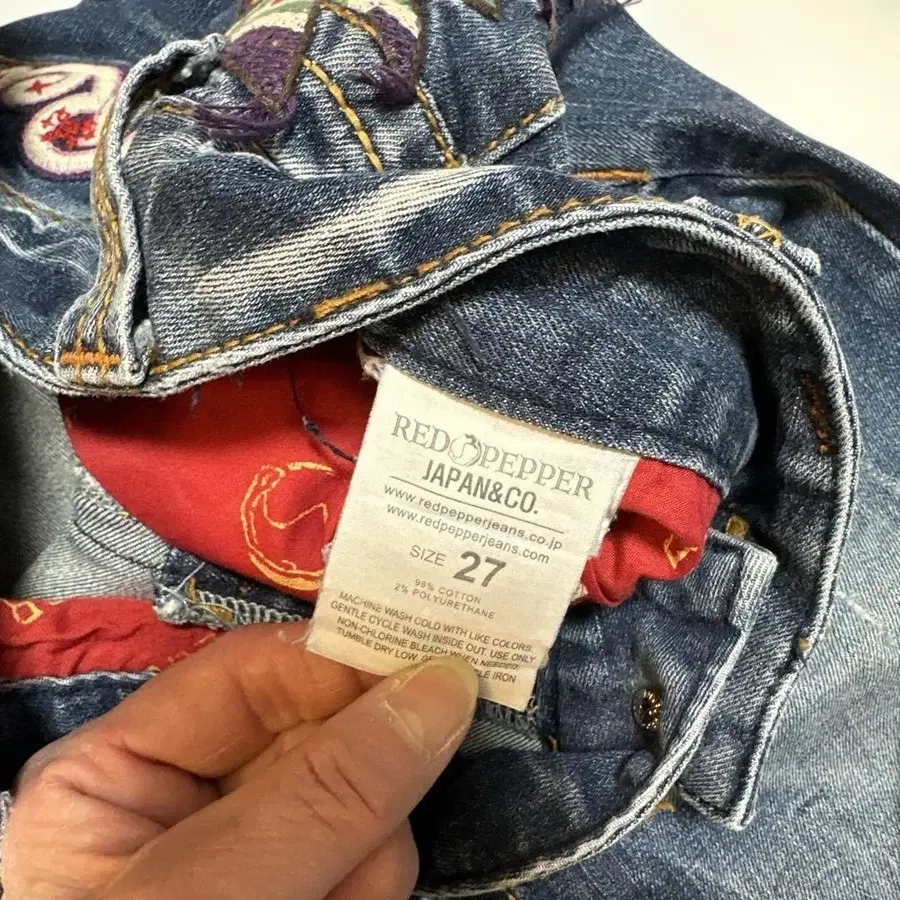 RED PEPPER
JAPAN&CO.
www.redpepperjeans.co.jp
www.redpepperjeans.com
SIZE 27
98% COTTON
2% POLYURETHANE
MACHINE WASH COLD WITH LIKE COLORS
GENTLE CYCLE WASH INSIDE OUT. USE ONLY
NON-CHLORINE BLEACH WHEN NEEDED
TUMBLE DRY LOW. IRON